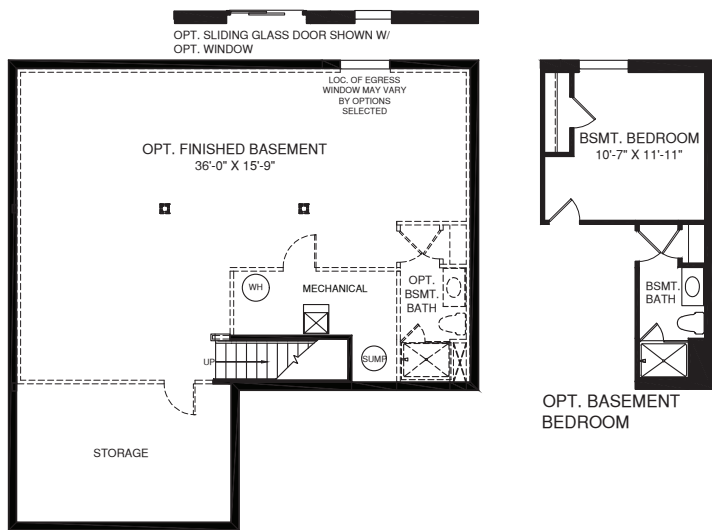 OPT. SLIDING GLASS DOOR SHOWN W/
OPT. WINDOW
LOC. OF EGRESS
WINDOW MAY VARY
BY OPTIONS
SELECTED
OPT. FINISHED BASEMENT
36'-0" X 15'-9"
WH
MECHANICAL
OPT.
BSMT.
BATH
UP
SUMP
STORAGE
BSMT. BEDROOM
10'-7" X 11'-11"
BSMT.
BATH
OPT. BASEMENT
BEDROOM